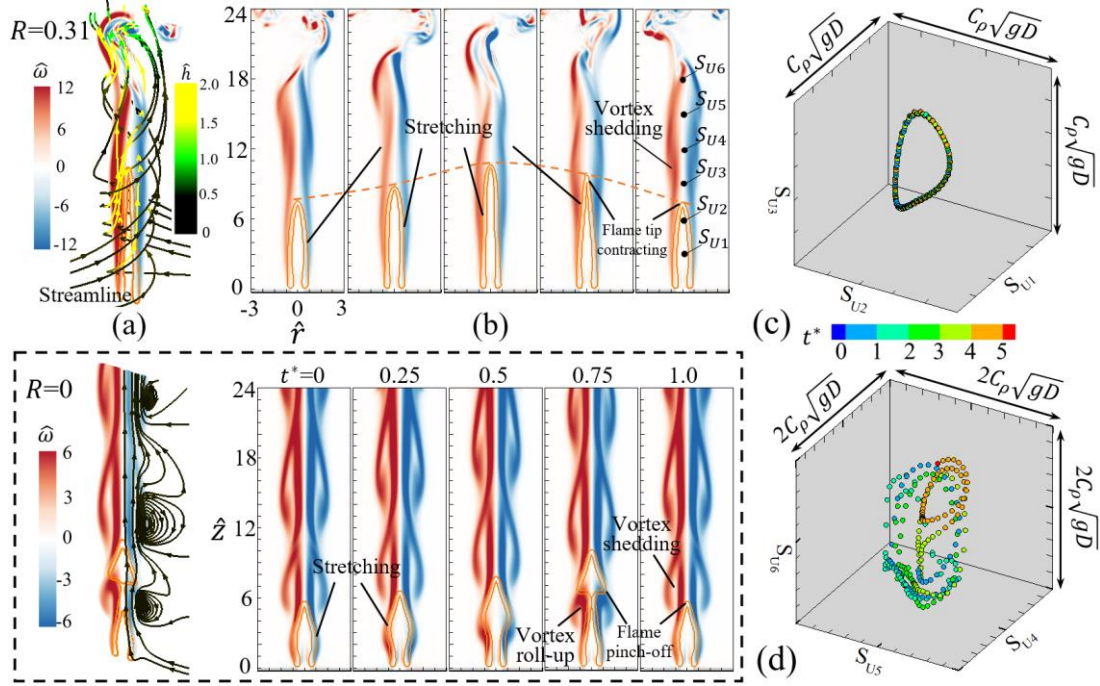 R=0.31
ω̂
12
6
0
-6
-12
ĥ
2.0
1.5
1.0
0.5
0
Streamline
(a)
24
18
12
6
0
-3 0 3
r̂
Stretching
Vortex
shedding
Flame tip
contracting
S_U6
S_U5
S_U4
S_U3
S_U2
S_U1
(b)
C_ρ√gD
C_ρ√gD
C_ρ√gD
S_U3
S_U2
S_U1
(c)
t*
0 1 2 3 4 5
R=0
ω̂
6
3
0
-3
-6
t*=0 0.25 0.5 0.75 1.0
24
18
12
ẑ
6
0
Stretching
Vortex
shedding
Vortex
roll-up
Flame
pinch-off
2C_ρ√gD
2C_ρ√gD
2C_ρ√gD
S_U6
S_U5
S_U4
(d)